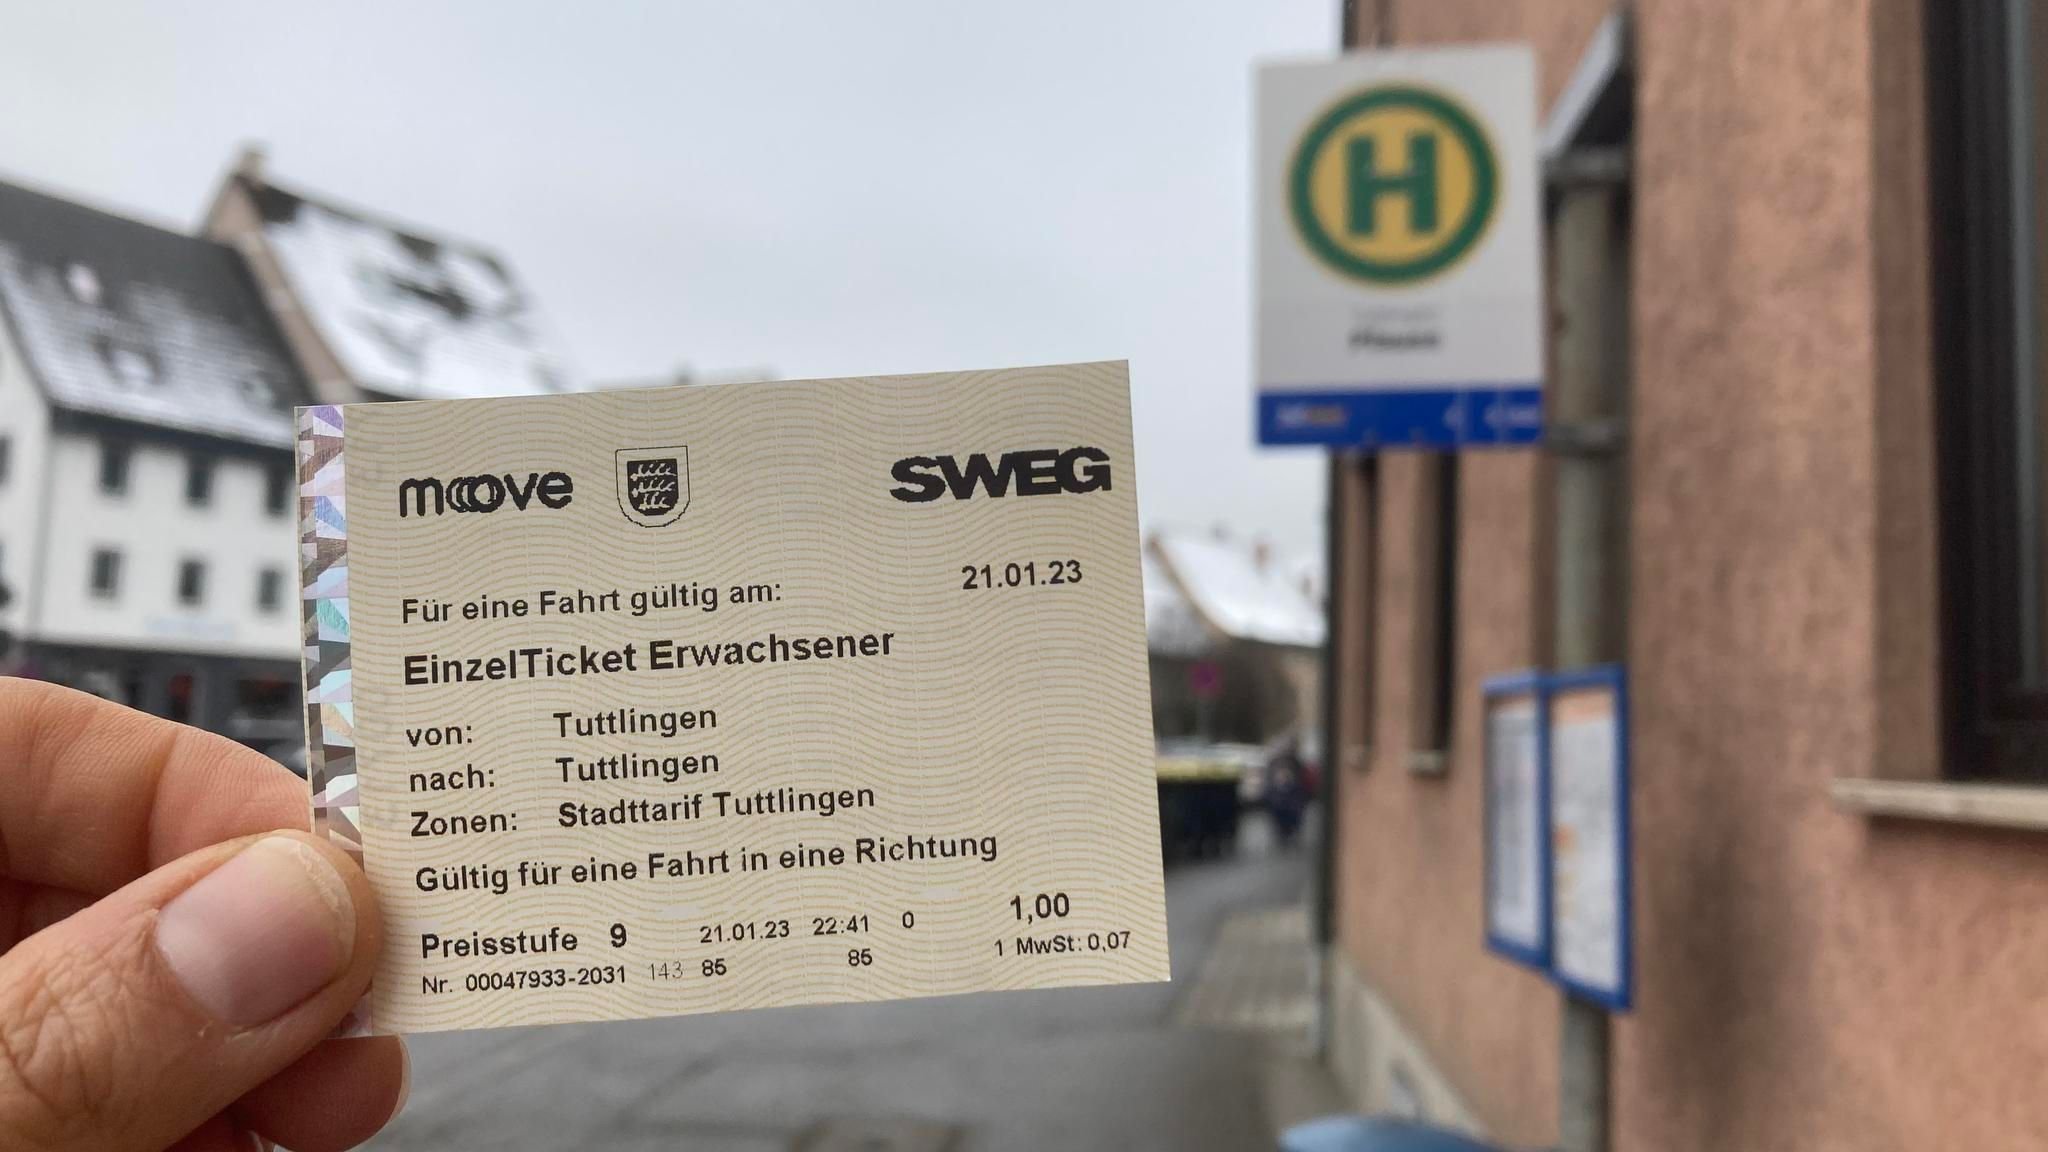 H
moove SWEG
Für eine Fahrt gültig am: 21.01.23
EinzelTicket Erwachsener
von: Tuttlingen
nach: Tuttlingen
Zonen: Stadttarif Tuttlingen
Gültig für eine Fahrt in eine Richtung
Preisstufe 9 21.01.23 22:41 0 1,00
Nr. 00047933-2031 143 85 85 1 MwSt: 0,07